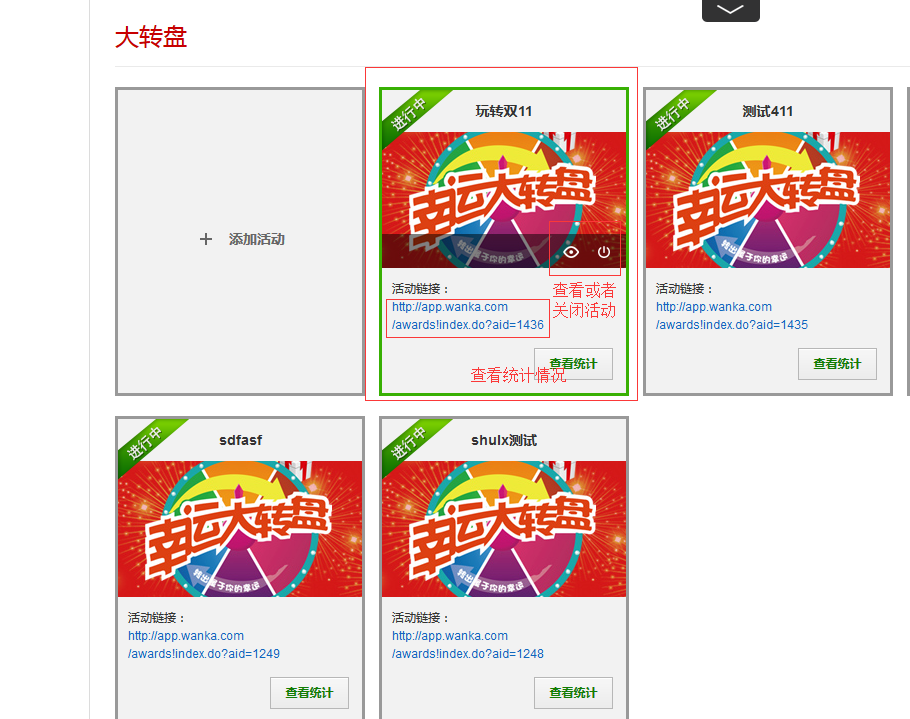 大转盘
添加活动
进行中
玩转双11
幸运大转盘
转出属于你的幸运
活动链接：
http://app.wanka.com
/awards!index.do?aid=1436
查看或者
关闭活动
查看统计
查看统计情况
进行中
测试411
幸运大转盘
转出属于你的幸运
活动链接：
http://app.wanka.com
/awards!index.do?aid=1435
查看统计
进行中
sdfasf
幸运大转盘
转出属于你的幸运
活动链接：
http://app.wanka.com
/awards!index.do?aid=1249
查看统计
进行中
shulx测试
幸运大转盘
转出属于你的幸运
活动链接：
http://app.wanka.com
/awards!index.do?aid=1248
查看统计